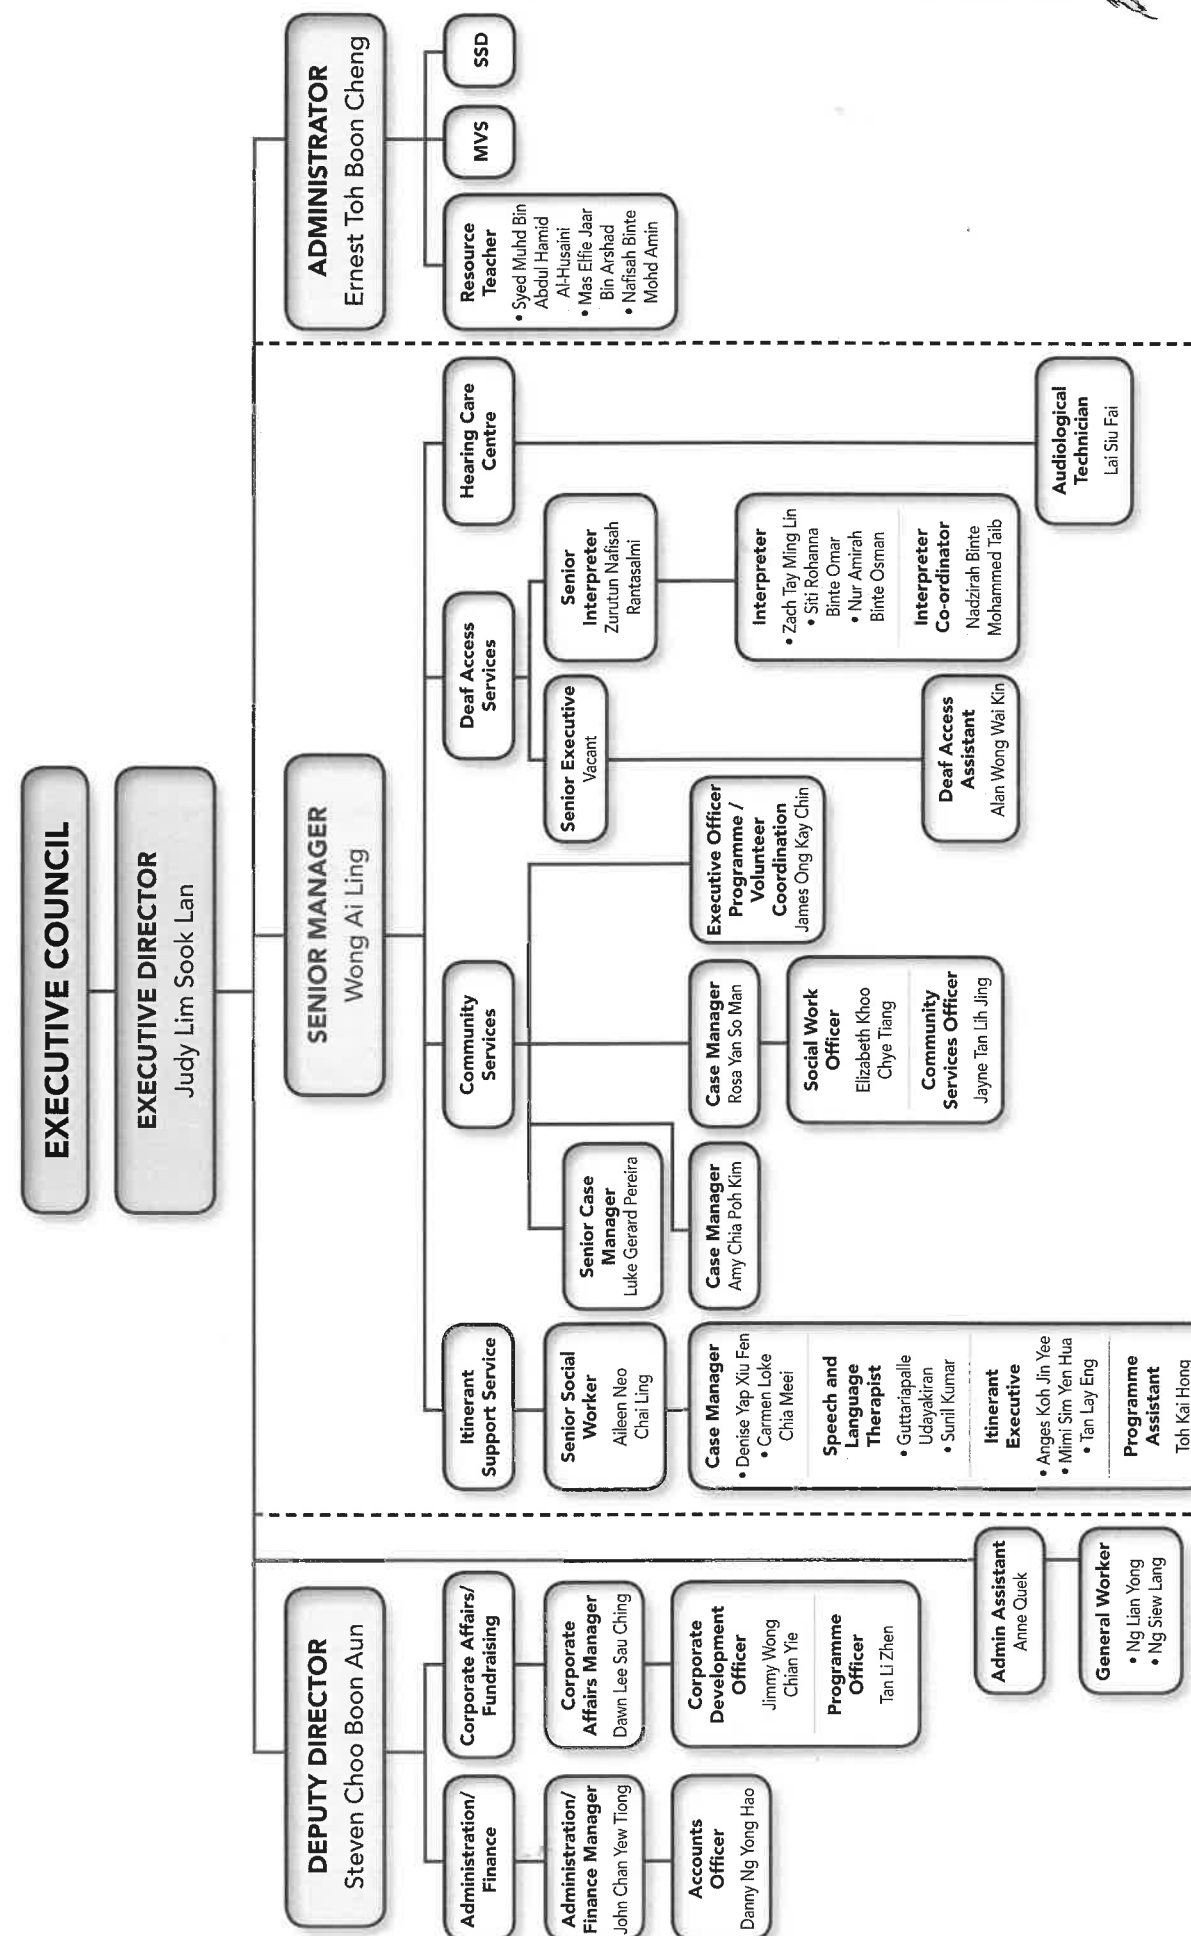 EXECUTIVE COUNCIL
EXECUTIVE DIRECTOR
Judy Lim Sook Lan
DEPUTY DIRECTOR
Steven Choo Boon Aun
SENIOR MANAGER
Wong Ai Ling
ADMINISTRATOR
Ernest Toh Boon Cheng
Administration/
Finance
Administration/
Finance Manager
John Chan Yew Tiong
Accounts
Officer
Danny Ng Yong Hao
Corporate Affairs/
Fundraising
Corporate
Affairs Manager
Dawn Lee Sau Ching
Corporate
Development
Officer
Jimmy Wong
Chian Yie
Programme
Officer
Tan Li Zhen
Admin Assistant
Anne Quek
General Worker
• Ng Lian Yong
• Ng Siew Lang
Itinerant
Support Service
Senior Social
Worker
Aileen Neo
Chai Ling
Case Manager
• Denise Yap Xiu Fen
• Carmen Loke
Chia Meei
Speech and
Language
Therapist
• Guttariapalle
Udayakiran
• Sunil Kumar
Itinerant
Executive
• Anges Koh Jin Yee
• Mimi Sim Yen Hua
• Tan Lay Eng
Programme
Assistant
Toh Kai Hong
Community
Services
Senior Case
Manager
Luke Gerard Pereira
Case Manager
Amy Chia Poh Kim
Case Manager
Rosa Yan So Man
Social Work
Officer
Elizabeth Khoo
Chye Tiang
Community
Services Officer
Jayne Tan Lih Jing
Executive Officer
Programme /
Volunteer
Coordination
James Ong Kay Chin
Deaf Access
Services
Senior Executive
Vacant
Deaf Access
Assistant
Alan Wong Wai Kin
Senior
Interpreter
Zurutun Nafisah
Rantasalmi
Interpreter
• Zach Tay Ming Lin
• Siti Rohanna
Binte Omar
• Nur Amirah
Binte Osman
Interpreter
Co-ordinator
Nadzirah Binte
Mohammed Taib
Hearing Care
Centre
Audiological
Technician
Lai Siu Fai
Resource
Teacher
• Syed Muhd Bin
Abdul Hamid
Al-Husaini
• Mas Elfie Jaar
Bin Arshad
• Nafisah Binte
Mohd Amin
MVS
SSD